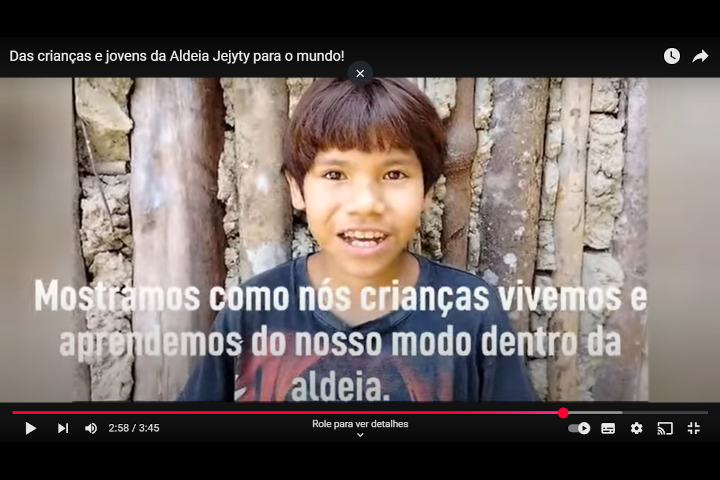 Das crianças e jovens da Aldeia Jejyty para o mundo!
Mostramos como nós crianças vivemos e
aprendemos do nosso modo dentro da
aldeia.
2:58 / 3:45
Role para ver detalhes